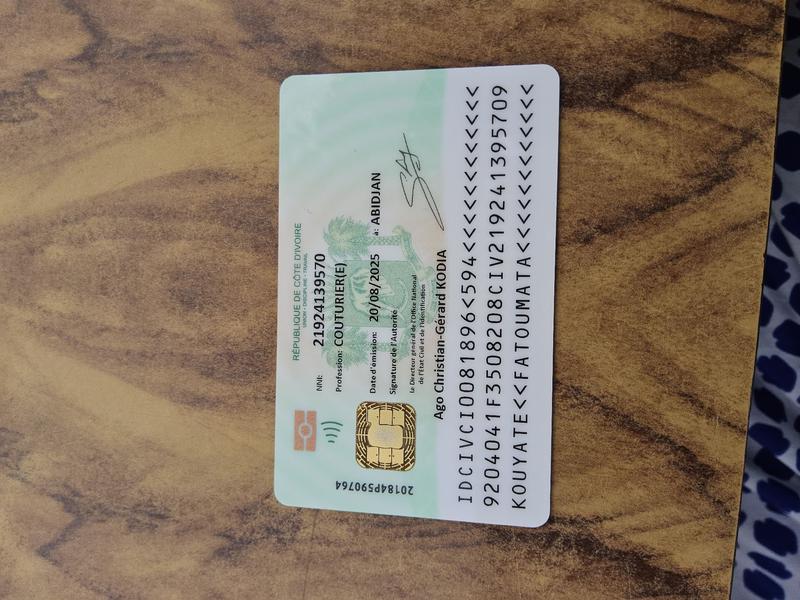 RÉPUBLIQUE DE CÔTE D'IVOIRE
UNION - DISCIPLINE - TRAVAIL
NNI: 21924139570
Profession: COUTURIER(E)
Date d'émission: 20/08/2025 à: ABIDJAN
Signature de l'Autorité
Le Directeur général de l'Office National
de l'État Civil et de l'Identification
Ago Christian-Gérard KODIA
20184P590764
IDCIVCI0081896<594<<<<<<<<<<<<
9204041F3508208CIV219241395709
KOUYATE<<FATOUMATA<<<<<<<<<<<<